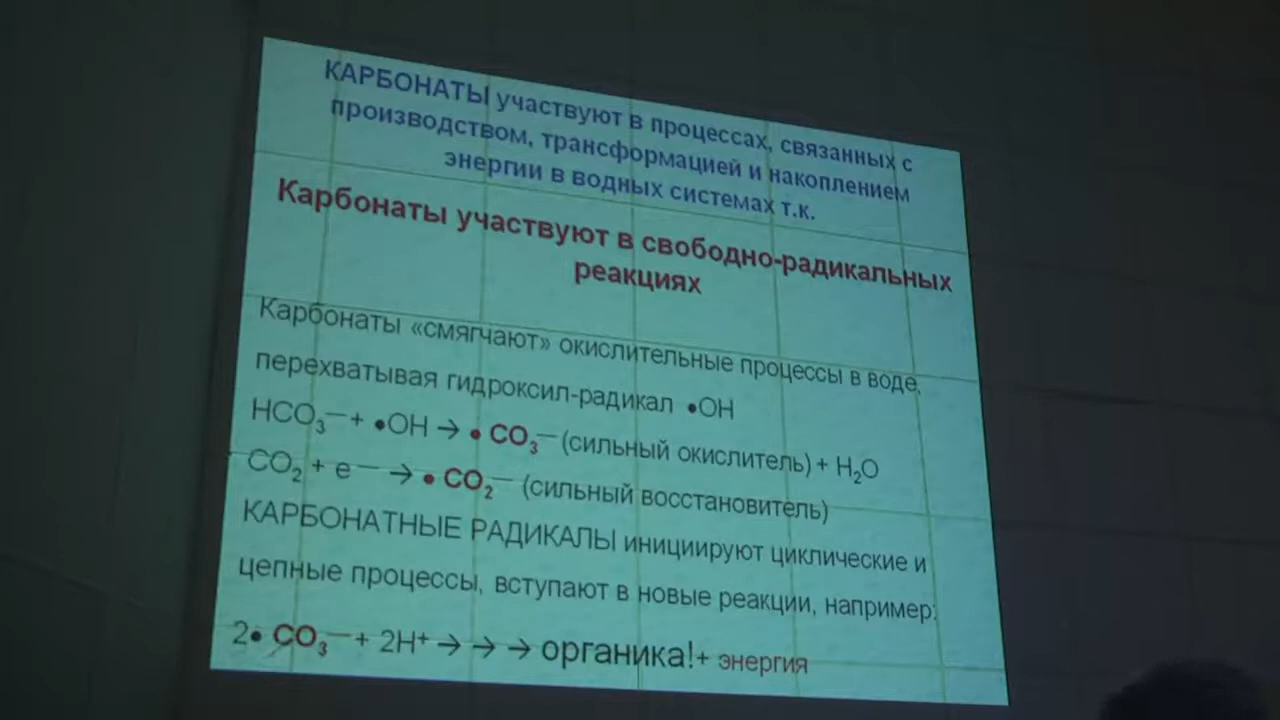 КАРБОНАТЫ участвуют в процессах, связанных с
производством, трансформацией и накоплением
энергии в водных системах т.к.
Карбонаты участвуют в свободно-радикальных
реакциях
Карбонаты «смягчают» окислительные процессы в воде,
перехватывая гидроксил-радикал •OH
HCO₃⁻ + •OH → • CO₃⁻ (сильный окислитель) + H₂O
CO₂ + e⁻ → • CO₂⁻ (сильный восстановитель)
КАРБОНАТНЫЕ РАДИКАЛЫ инициируют циклические и
цепные процессы, вступают в новые реакции, например:
2• CO₃⁻ + 2H⁺ → → → органика!+ энергия